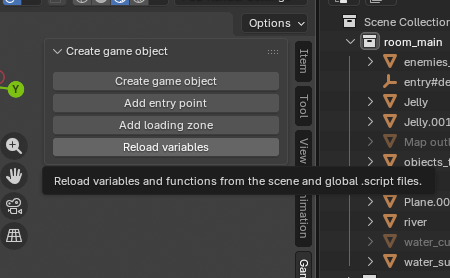 Options
Create game object
Create game object
Add entry point
Add loading zone
Reload variables
Reload variables and functions from the scene and global .script files.
Y
Item
Tool
View
Scene Collection
room_main
enemies_
entry#de
Jelly
Jelly.001
Map out
objects_
Plane.00
river
water_cu
water_su